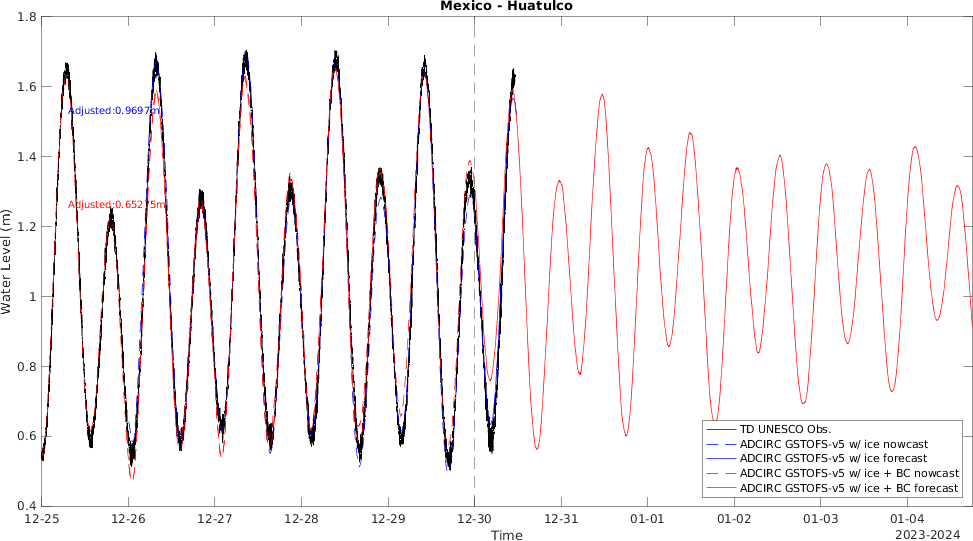 Mexico - Huatulco
1.8
1.6
1.4
1.2
1
0.8
0.6
0.4
Water Level (m)
Adjusted:0.9697m
Adjusted:0.65275m
TD UNESCO Obs.
ADCIRC GSTOFS-v5 w/ ice nowcast
ADCIRC GSTOFS-v5 w/ ice forecast
ADCIRC GSTOFS-v5 w/ ice + BC nowcast
ADCIRC GSTOFS-v5 w/ ice + BC forecast
12-25 12-26 12-27 12-28 12-29 12-30 12-31 01-01 01-02 01-03 01-04
Time
2023-2024